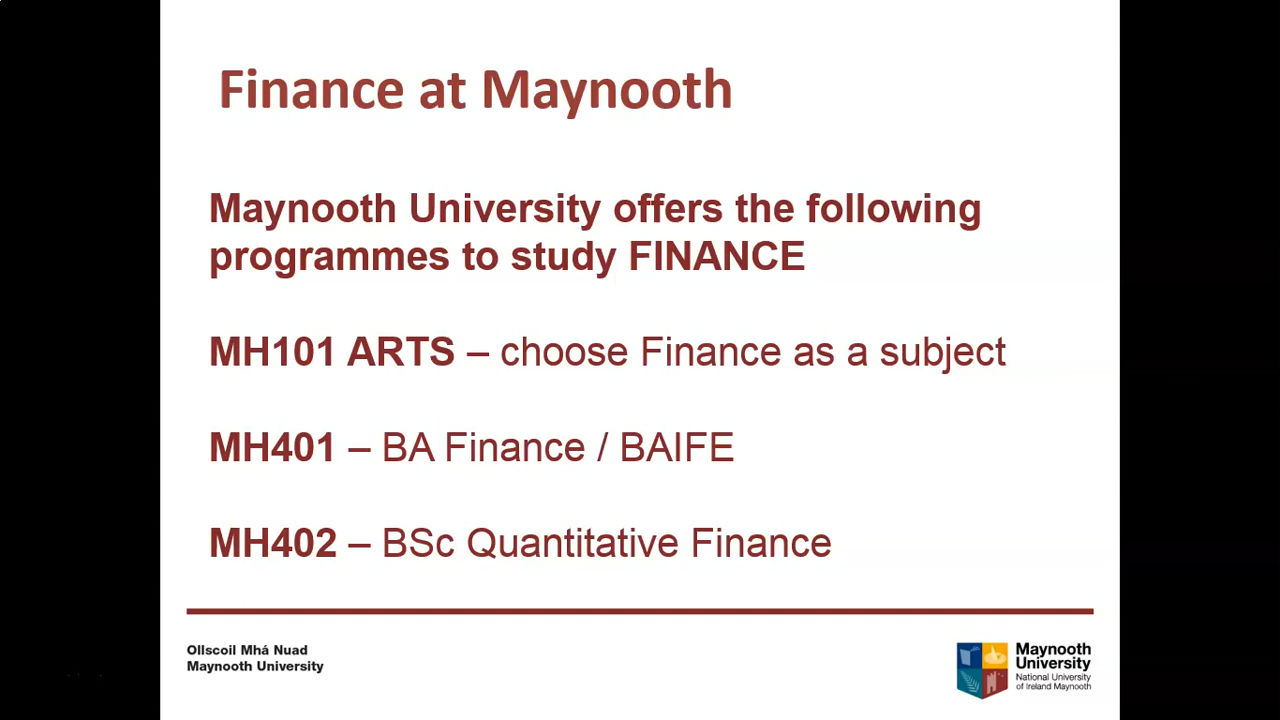 Finance at Maynooth
Maynooth University offers the following
programmes to study FINANCE
MH101 ARTS – choose Finance as a subject
MH401 – BA Finance / BAIFE
MH402 – BSc Quantitative Finance
Ollscoil Mhá Nuad
Maynooth University
Maynooth
University
National University
of Ireland Maynooth